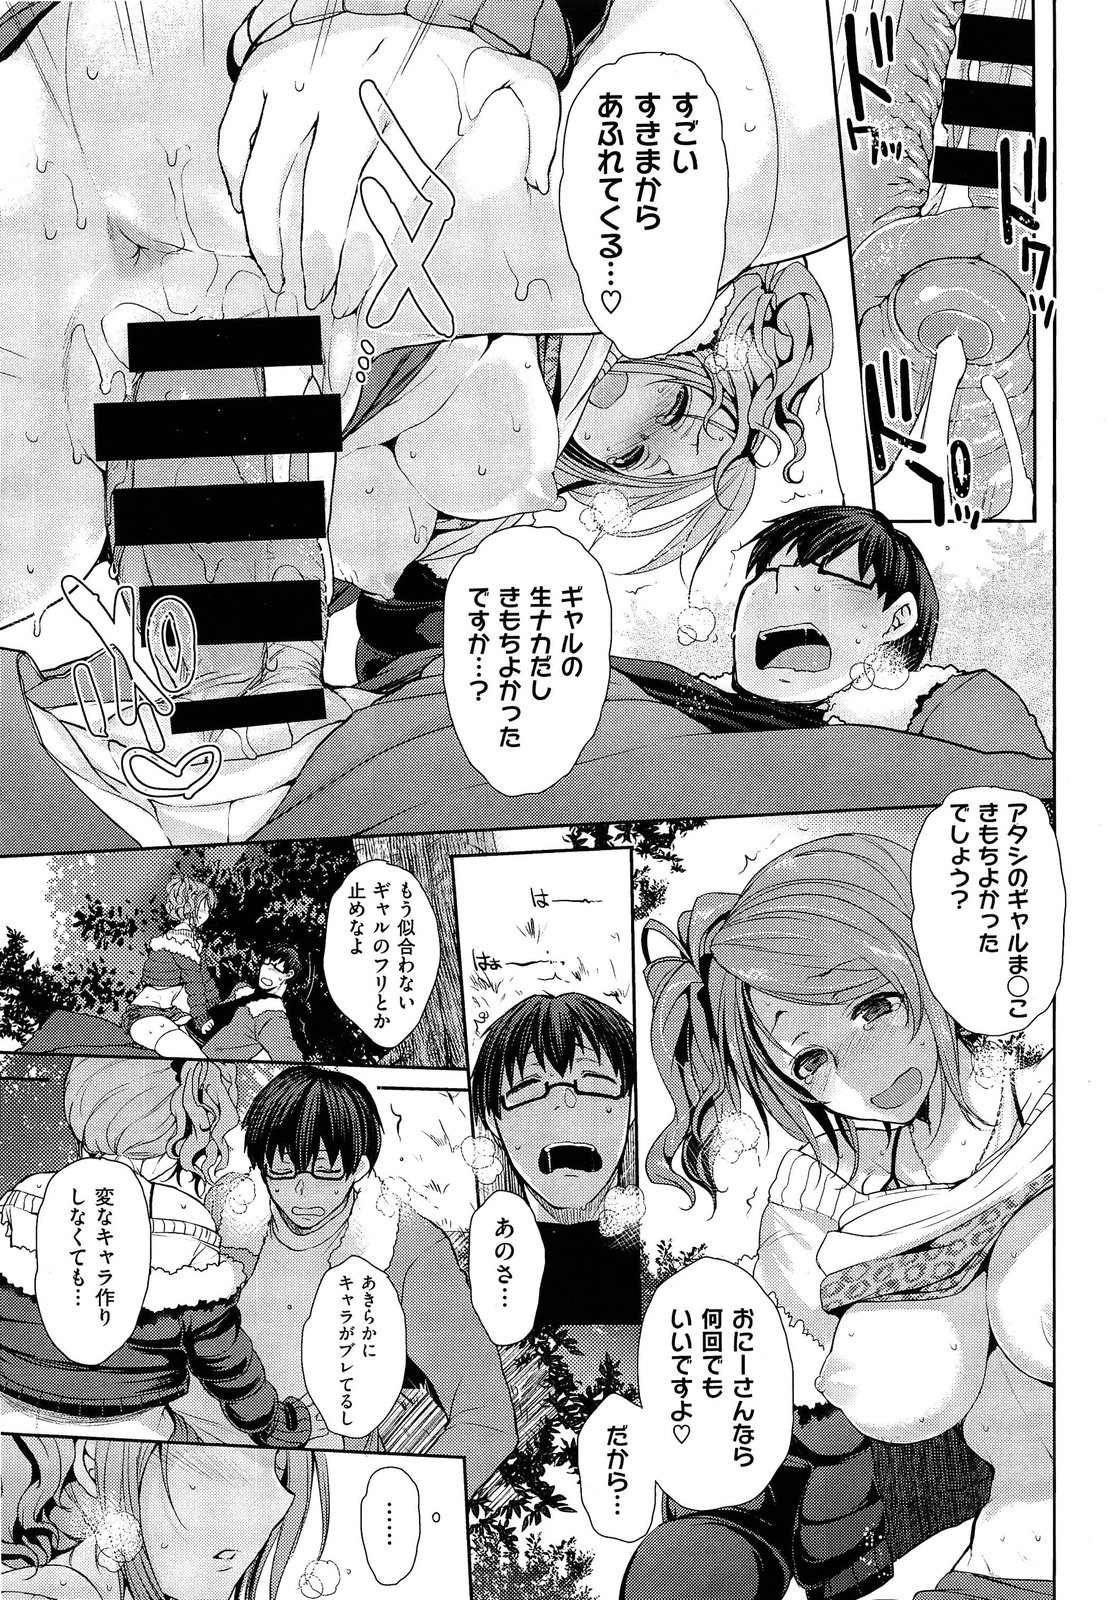 すごい
すきまから
あふれてくる…♡
ギャルの
生ナカだし
きもちよかった
ですか…?
アタシのギャルま○こ
きもちよかった
でしょう?
おにーさんなら
何回でも
いいですよ♡
だから…
はー
はぁー
あのさ…
もう似合わない
ギャルのフリとか
止めなよ
あきらかに
キャラがブレてるし
変なキャラ作り
しなくても…
……